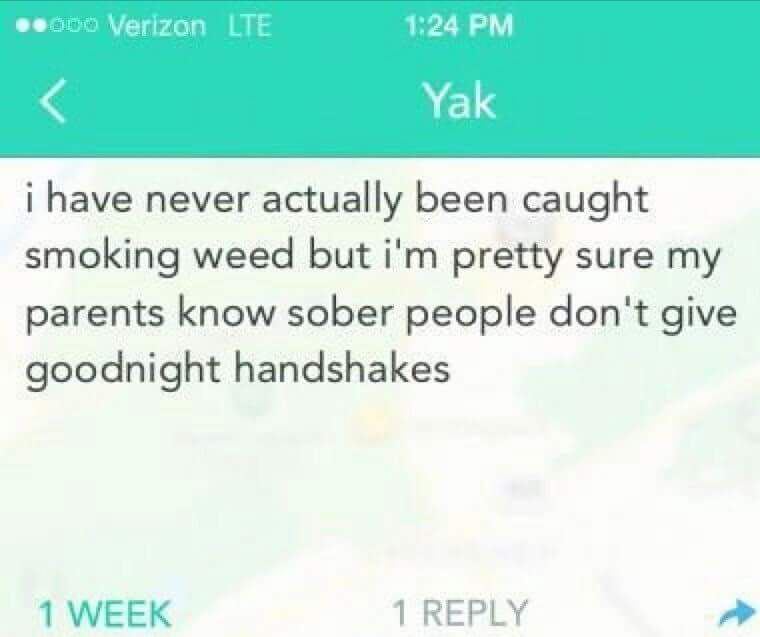 Verizon LTE 1:24 PM
Yak
i have never actually been caught
smoking weed but i'm pretty sure my
parents know sober people don't give
goodnight handshakes
1 WEEK 1 REPLY